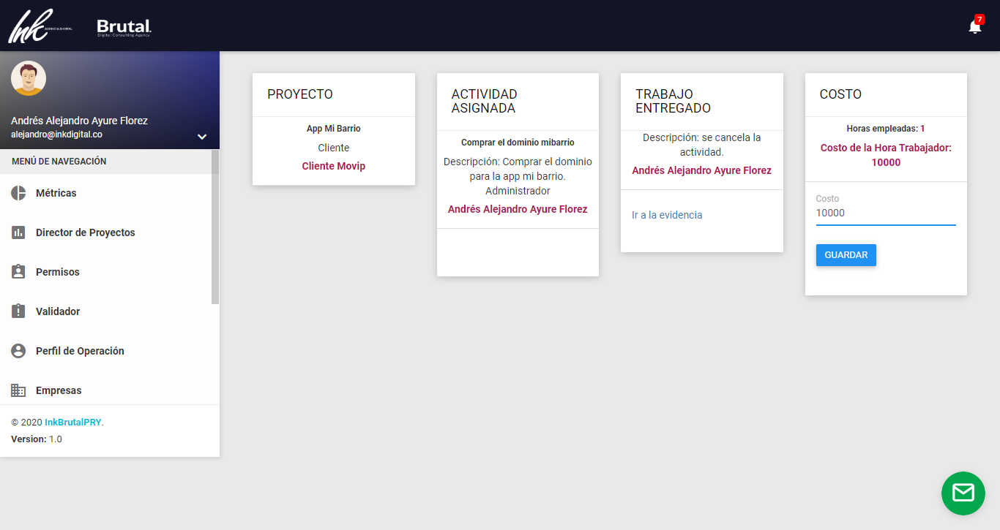 Ink
AGENCIA DIGITAL
Brutal.
Digital Consulting Agency
7
Andrés Alejandro Ayure Florez
alejandro@inkdigital.co
MENÚ DE NAVEGACIÓN
Métricas
Director de Proyectos
Permisos
Validador
Perfil de Operación
Empresas
© 2020 InkBrutalPRY.
Version: 1.0
PROYECTO
App Mi Barrio
Cliente
Cliente Movip
ACTIVIDAD
ASIGNADA
Comprar el dominio mibarrio
Descripción: Comprar el dominio
para la app mi barrio.
Administrador
Andrés Alejandro Ayure Florez
TRABAJO
ENTREGADO
Descripción: se cancela la
actividad.
Andrés Alejandro Ayure Florez
Ir a la evidencia
COSTO
Horas empleadas: 1
Costo de la Hora Trabajador:
10000
Costo
10000
GUARDAR